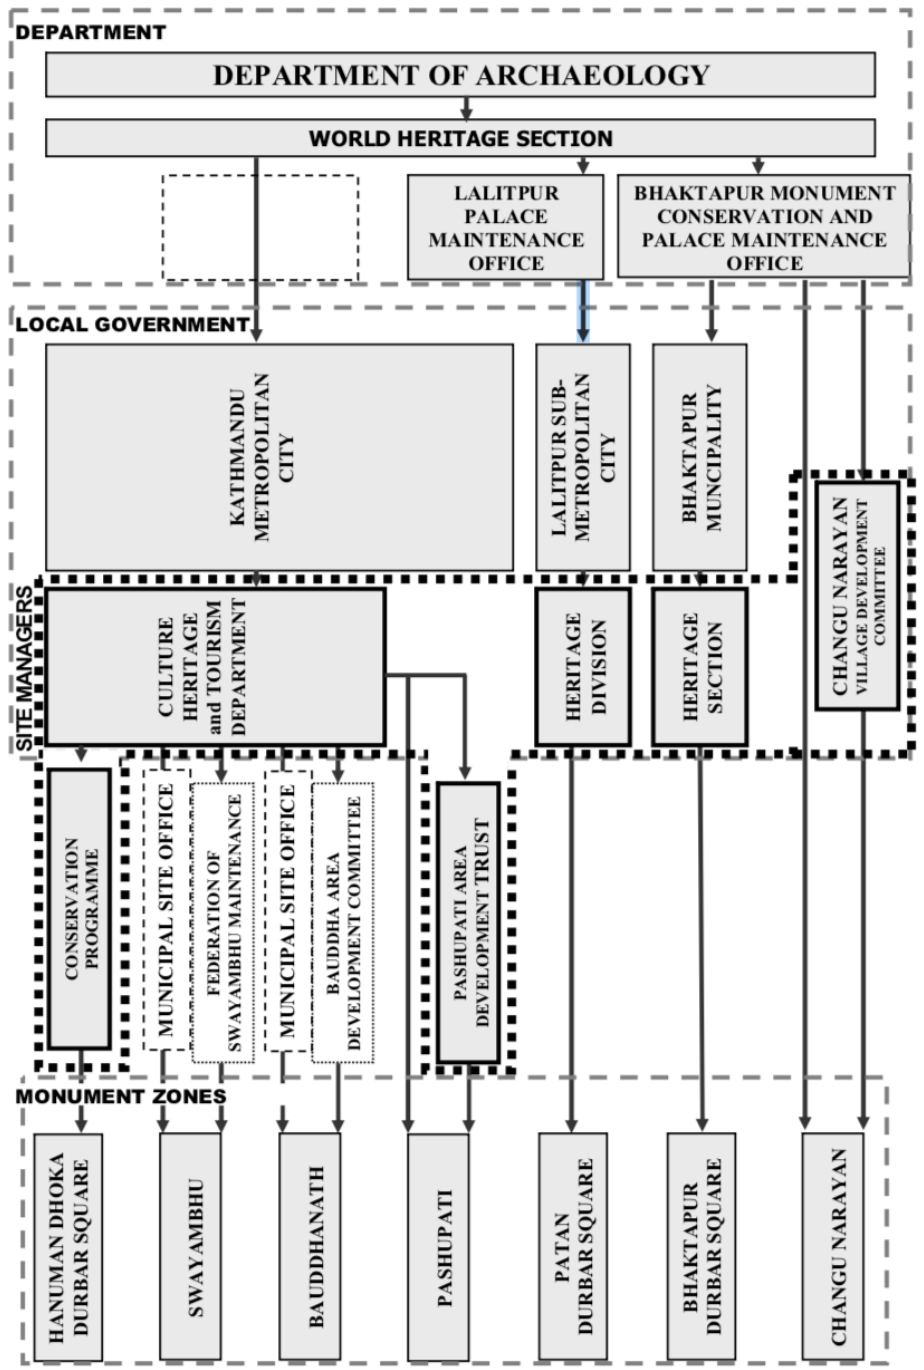 DEPARTMENT
DEPARTMENT OF ARCHAEOLOGY
WORLD HERITAGE SECTION
LALITPUR
PALACE
MAINTENANCE
OFFICE
BHAKTAPUR MONUMENT
CONSERVATION AND
PALACE MAINTENANCE
OFFICE
LOCAL GOVERNMENT
KATHMANDU
METROPOLITAN
CITY
LALITPUR SUB-
METROPOLITAN
CITY
BHAKTAPUR
MUNCIPALITY
CHANGU NARAYAN
VILLAGE DEVELOPMENT
COMMITTEE
SITE MANAGERS
CULTURE
HERITAGE
and TOURISM
DEPARTMENT
HERITAGE
DIVISION
HERITAGE
SECTION
CONSERVATION
PROGRAMME
MUNICIPAL SITE OFFICE
FEDERATION OF
SWAYAMBHU MAINTENANCE
MUNICIPAL SITE OFFICE
BAUDDHA AREA
DEVELOPMENT COMMITTEE
PASHUPATI AREA
DEVELOPMENT TRUST
MONUMENT ZONES
HANUMAN DHOKA
DURBAR SQUARE
SWAYAMBHU
BAUDDHANATH
PASHUPATI
PATAN
DURBAR SQUARE
BHAKTAPUR
DURBAR SQUARE
CHANGU NARAYAN